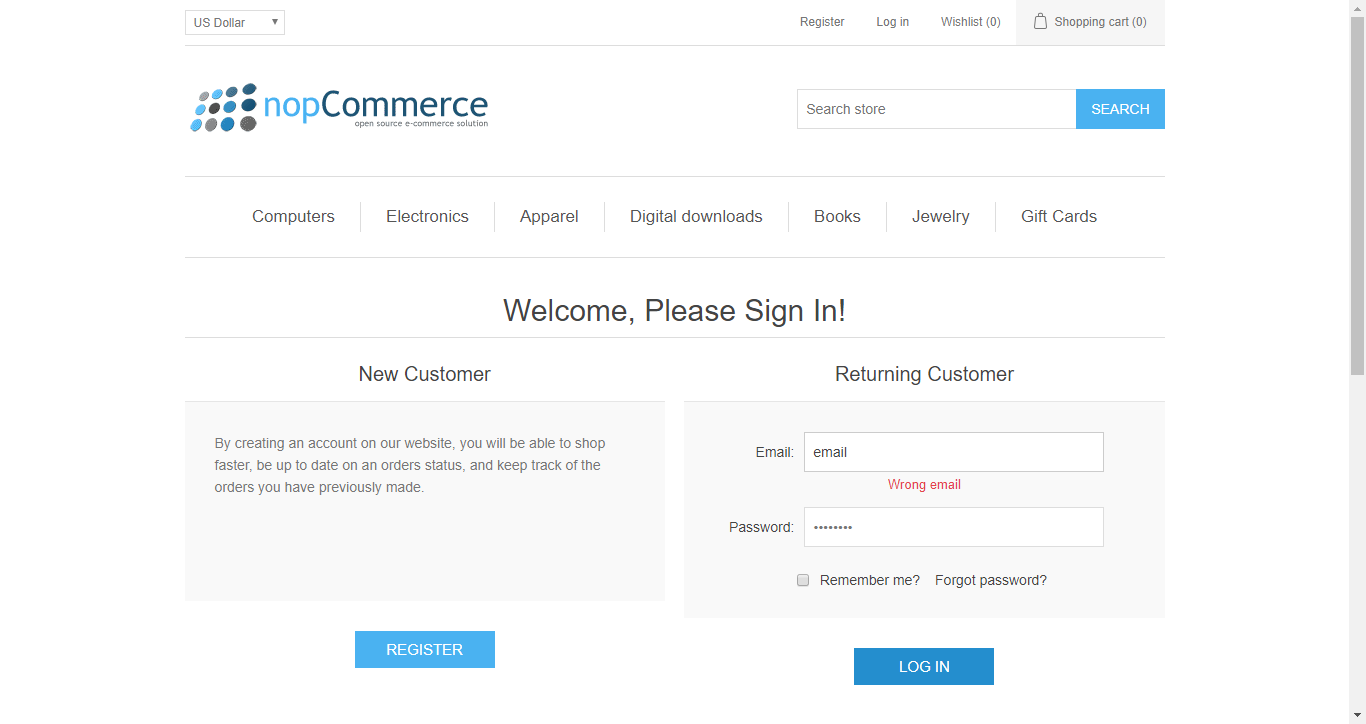 US Dollar
Register
Log in
Wishlist (0)
Shopping cart (0)
nopCommerce
open source e-commerce solution
Search store
SEARCH
Computers
Electronics
Apparel
Digital downloads
Books
Jewelry
Gift Cards
Welcome, Please Sign In!
New Customer
By creating an account on our website, you will be able to shop
faster, be up to date on an orders status, and keep track of the
orders you have previously made.
REGISTER
Returning Customer
Email:
email
Wrong email
Password:
••••••••
Remember me?
Forgot password?
LOG IN